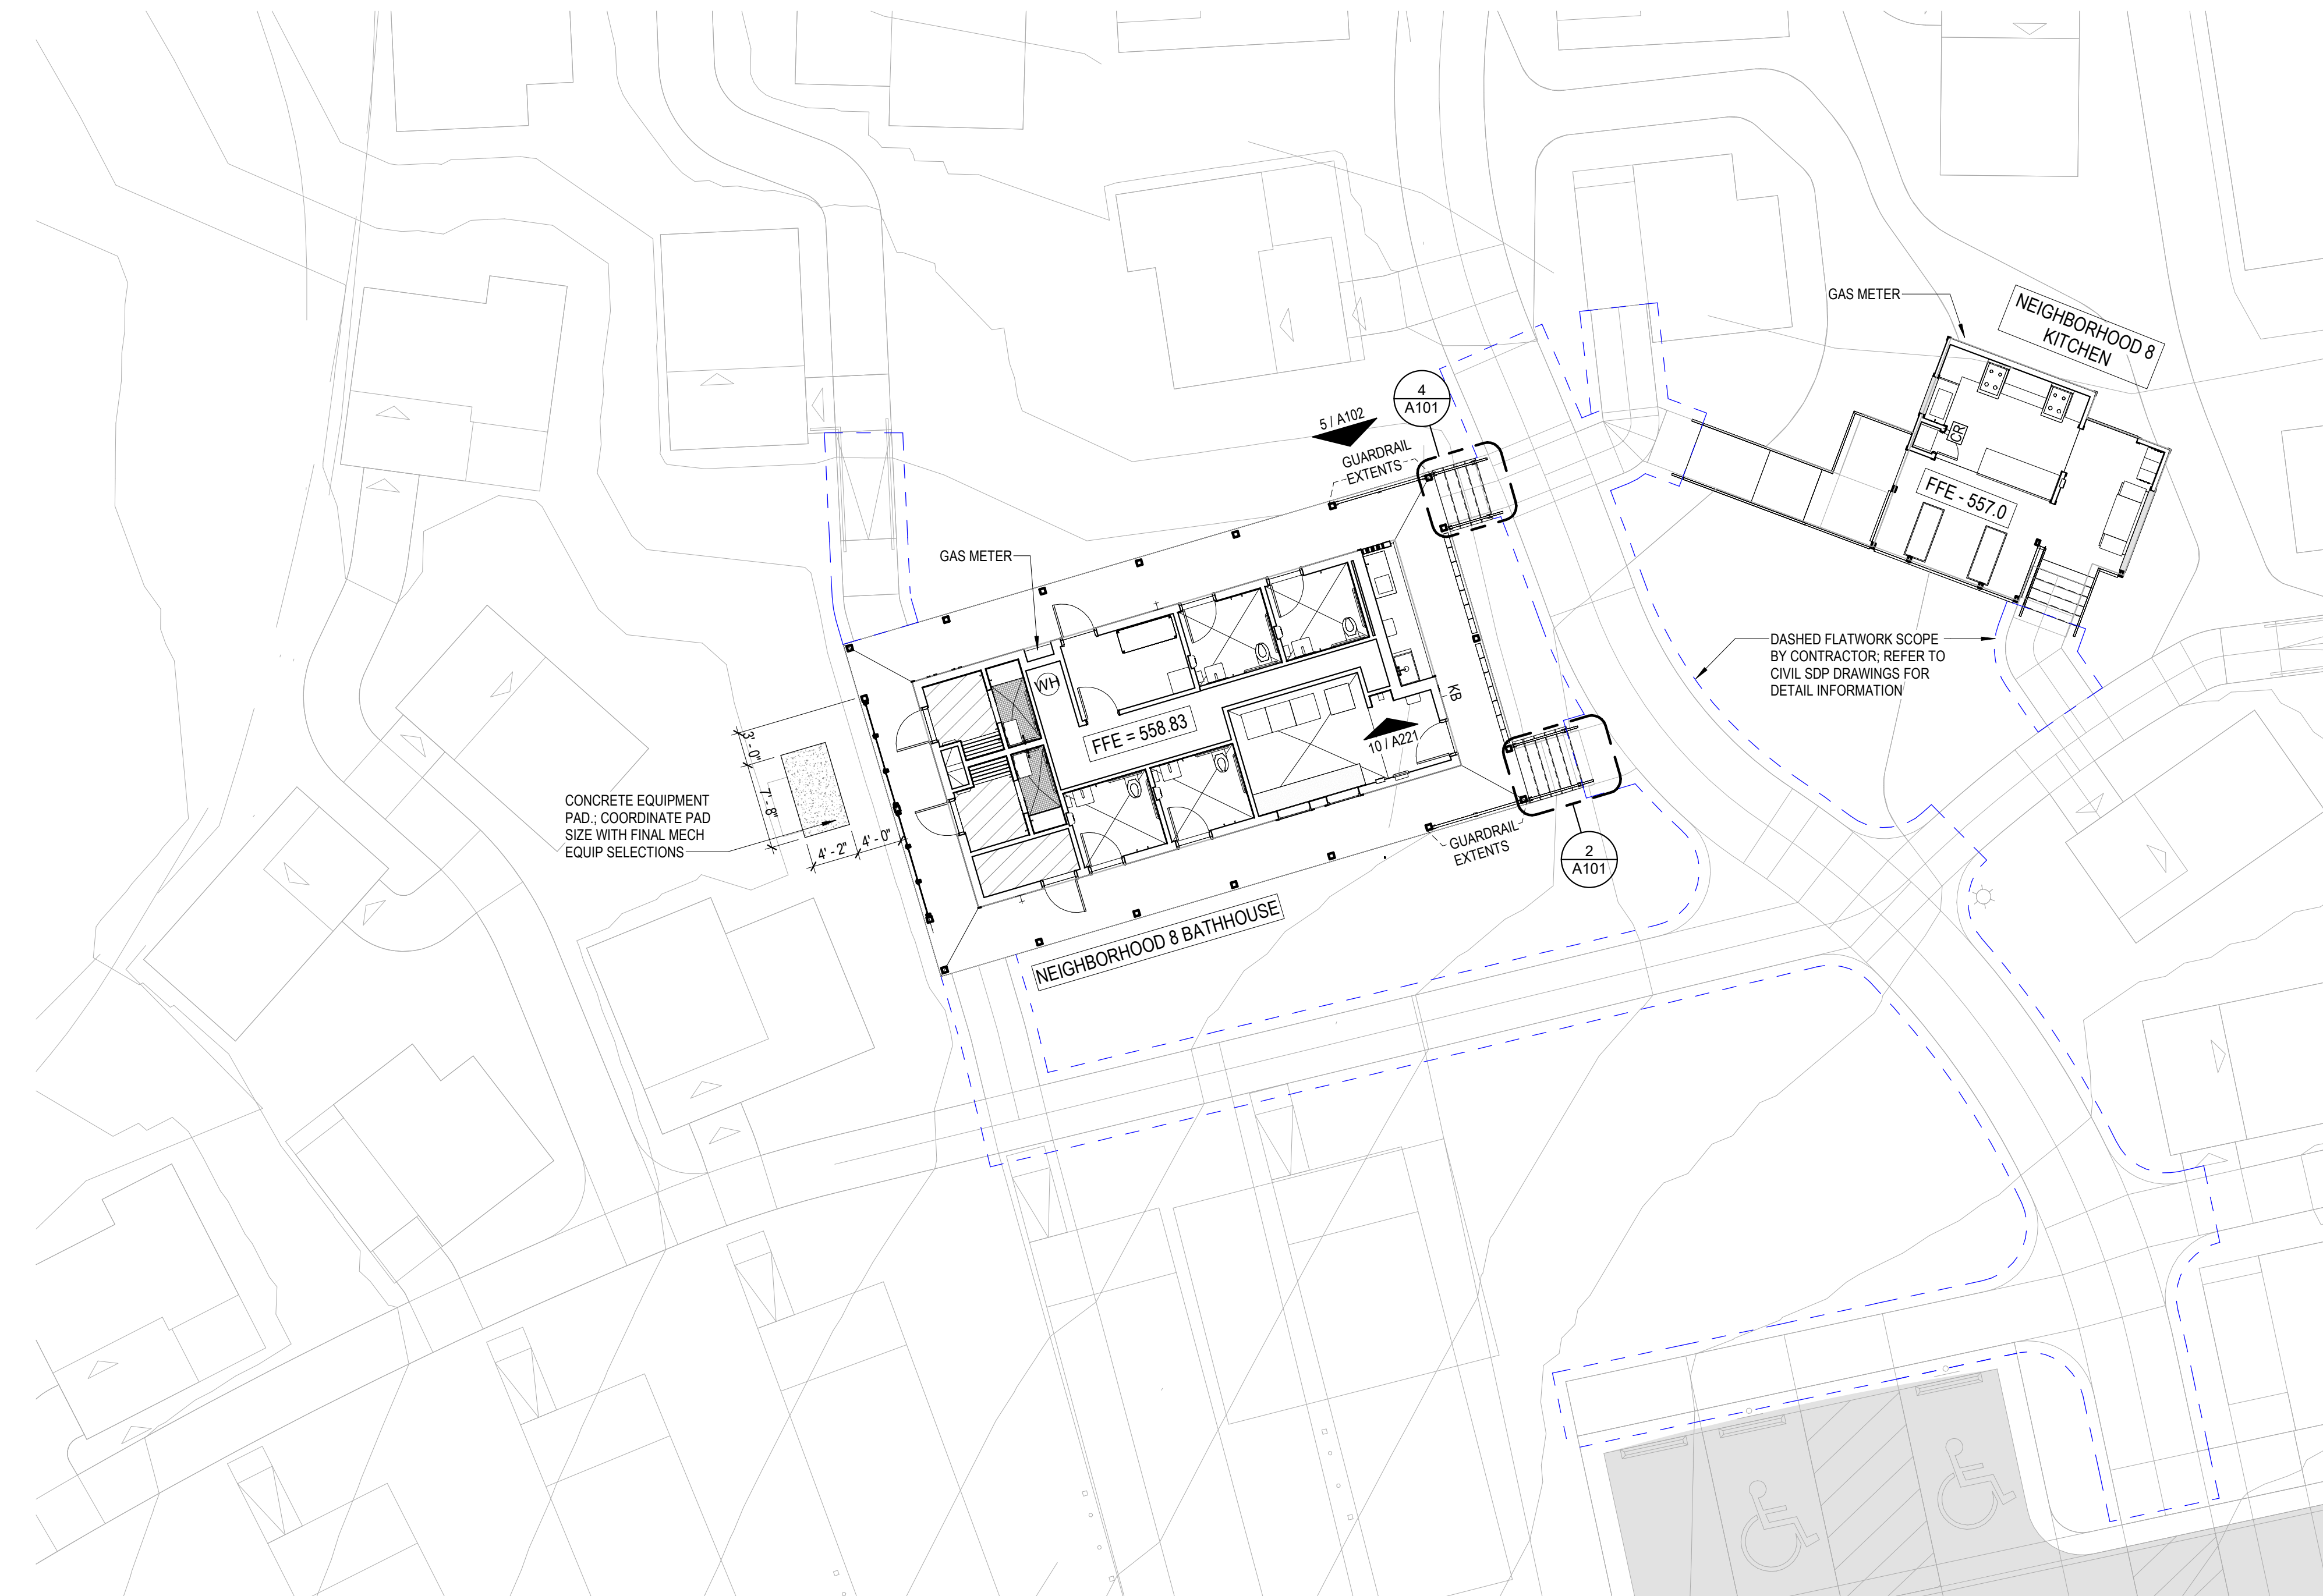 GAS METER
NEIGHBORHOOD 8
KITCHEN
4
A101
5 / A102
GUARDRAIL
EXTENTS
CR
FFE - 557.0
GAS METER
DASHED FLATWORK SCOPE
BY CONTRACTOR; REFER TO
CIVIL SDP DRAWINGS FOR
DETAIL INFORMATION
WH
KB
FFE = 558.83
10 / A221
3' - 0"
7' - 8"
4' - 2"
4' - 0"
CONCRETE EQUIPMENT
PAD.; COORDINATE PAD
SIZE WITH FINAL MECH
EQUIP SELECTIONS
GUARDRAIL
EXTENTS
2
A101
NEIGHBORHOOD 8 BATHHOUSE